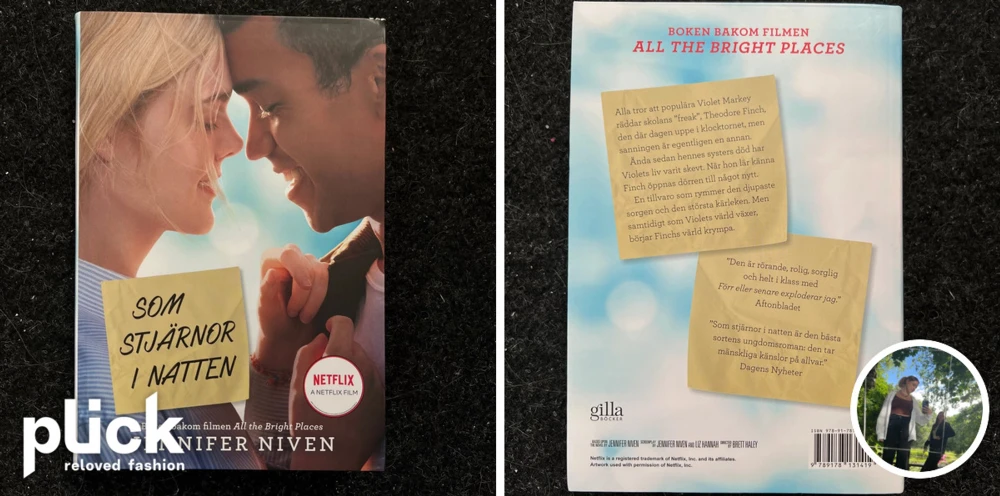 SOM
STJÄRNOR
I NATTEN
NETFLIX
A NETFLIX FILM
bakom filmen All the Bright Places
NNIFER NIVEN
plick
reloved fashion
BOKEN BAKOM FILMEN
ALL THE BRIGHT PLACES
Alla tror att populära Violet Markey
räddar skolans "freak", Theodore Finch,
den där dagen uppe i klocktornet, men
sanningen är egentligen en annan.
Ända sedan hennes systers död har
Violets liv varit skevt. När hon lär känna
Finch öppnas dörren till något nytt.
En tillvaro som rymmer den djupaste
sorgen och den största kärleken. Men
samtidigt som Violets värld växer,
börjar Finchs värld krympa.
"Den är rörande, rolig, sorglig
och helt i klass med
Förr eller senare exploderar jag."
Aftonbladet
"Som stjärnor i natten är den bästa
sortens ungdomsroman: den tar
mänskliga känslor på allvar."
Dagens Nyheter
gilla
BÖCKER
JENNIFER NIVEN JENNIFER NIVEN AND LIZ HANNAH BRETT HALEY
Netflix is a registered trademark of Netflix, Inc. and its affiliates.
Artwork used with permission of Netflix, Inc.
9 789178 131419